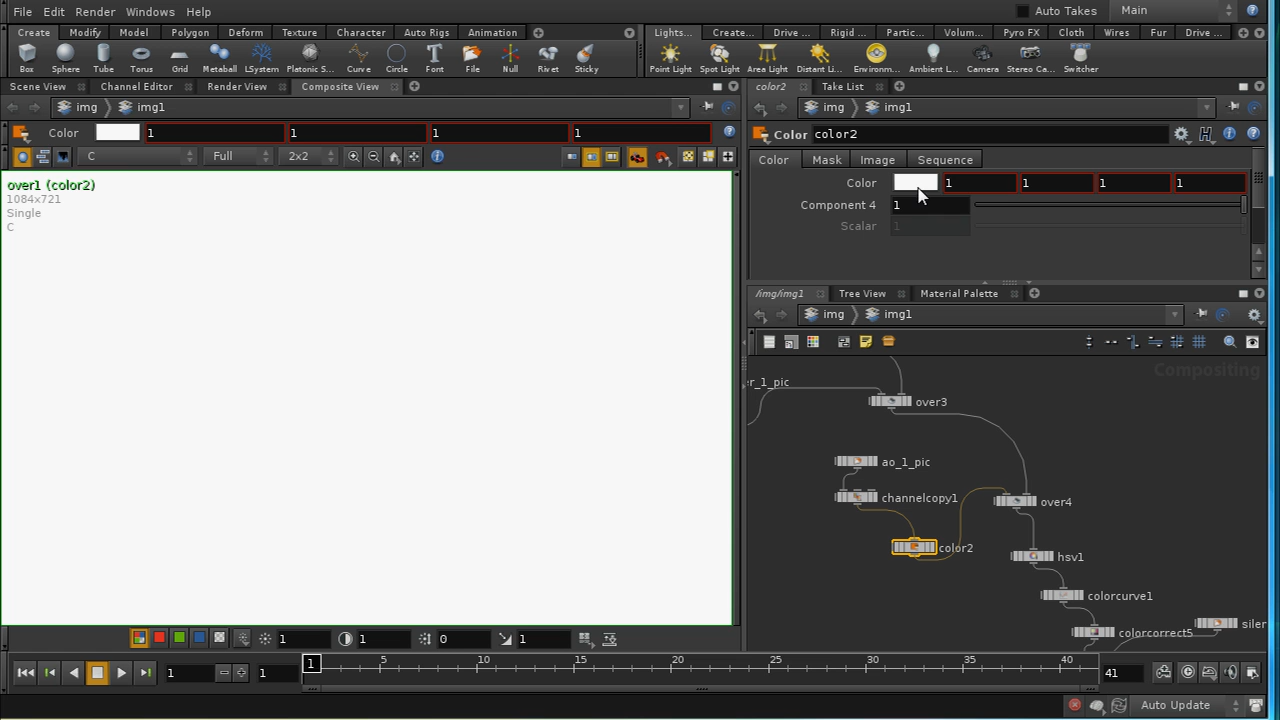 File Edit Render Windows Help
Auto Takes Main
Create Modify Model Polygon Deform Texture Character Auto Rigs Animation
Lights... Create... Drive ... Rigid ... Partic... Volum... Pyro FX Cloth Wires Fur Drive ...
Box Sphere Tube Torus Grid Metaball LSystem Platonic S... Curve Circle Font File Null Rivet Sticky
Point Light Spot Light Area Light Distant Li... Environm... Ambient L... Camera Stereo Ca... Switcher
Scene View Channel Editor Render View Composite View
color2 Take List
img img1
img img1
Color 1 1 1 1
Color color2
C Full 2x2
Color Mask Image Sequence
over1 (color2)
1084x721
Single
C
Color 1 1 1 1
Component 4 1
Scalar 1
/img/img1 Tree View Material Palette
img img1
Compositing
er_1_pic
over3
ao_1_pic
channelcopy1
over4
color2
hsv1
colorcurve1
colorcorrect5
siler
1 1 0 1
1 1 1 5 10 15 20 25 30 35 40 41
Auto Update